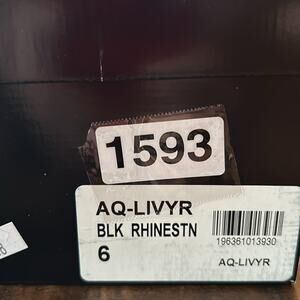 1593
AQ-LIVYR
BLK RHINESTN
6
196361013930
AQ-LIVYR